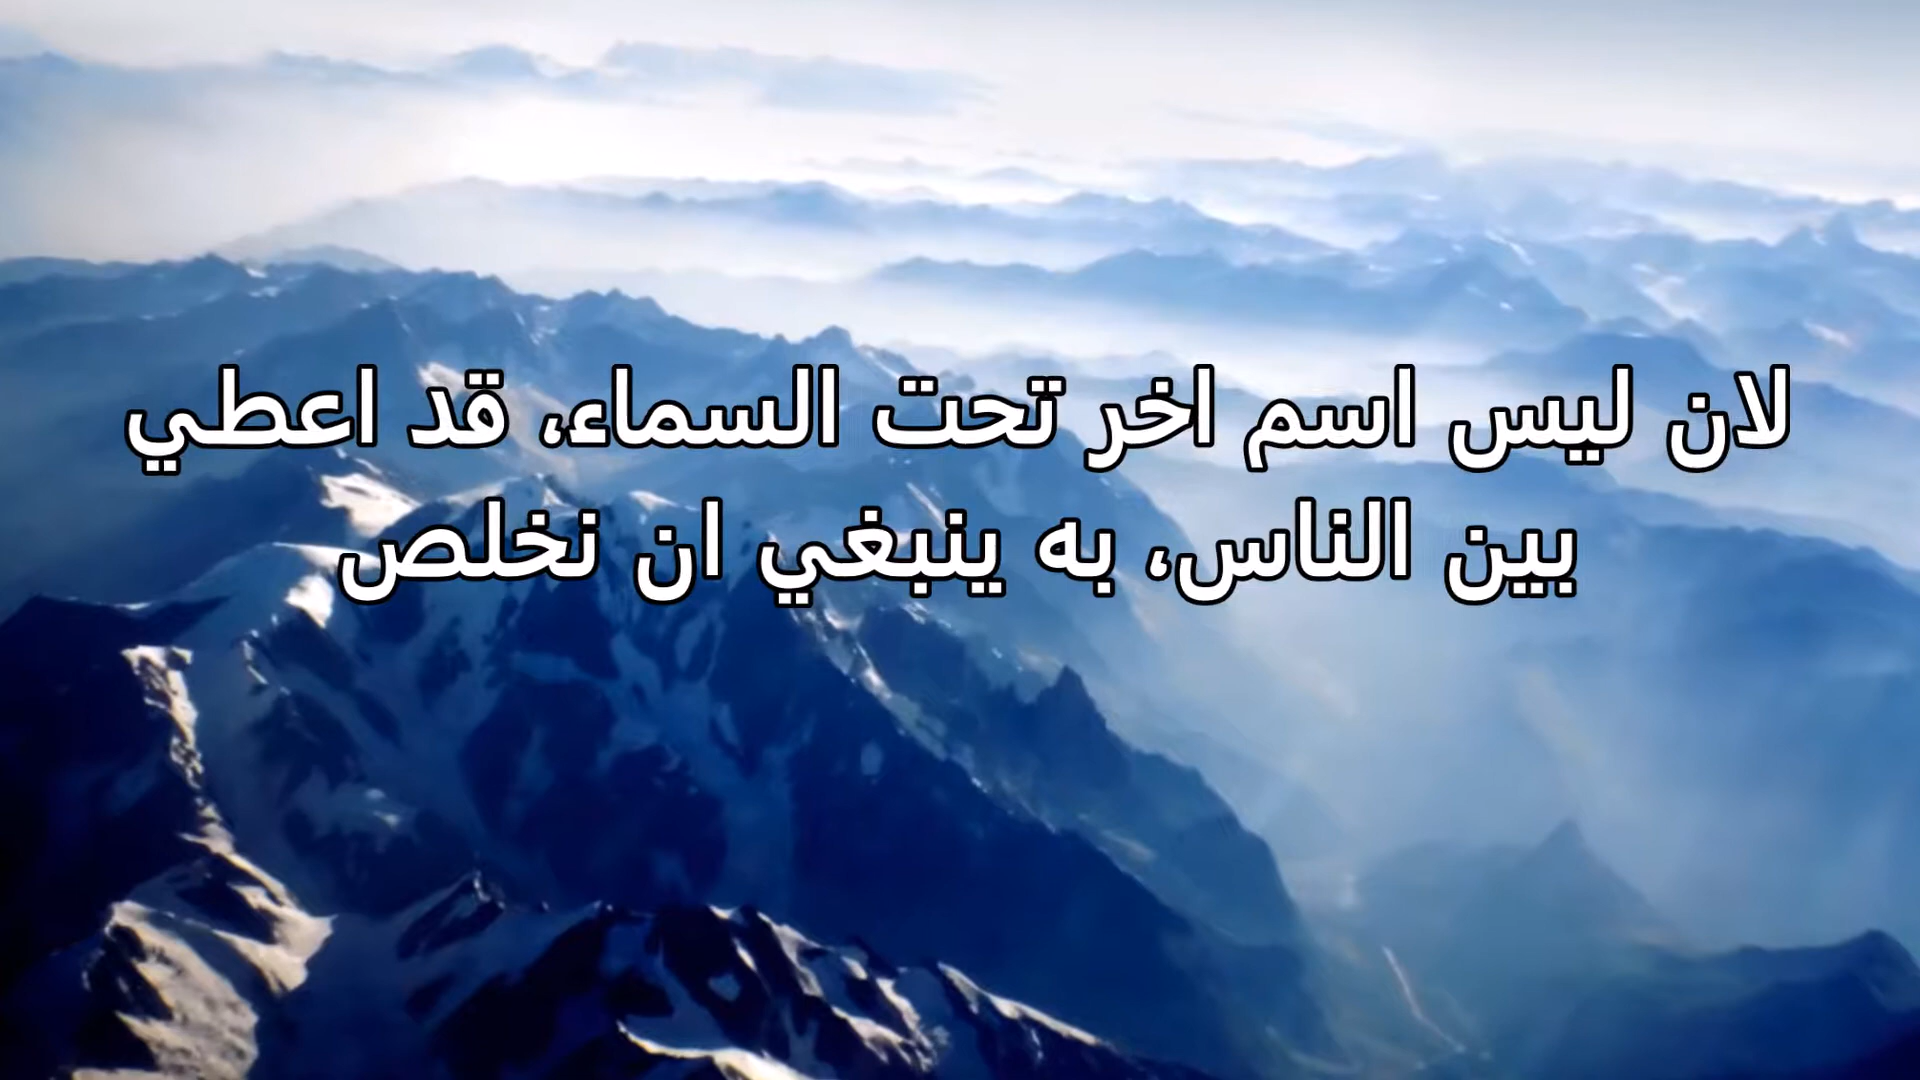 لان ليس اسم اخر تحت السماء، قد اعطي
بين الناس، به ينبغي ان نخلص